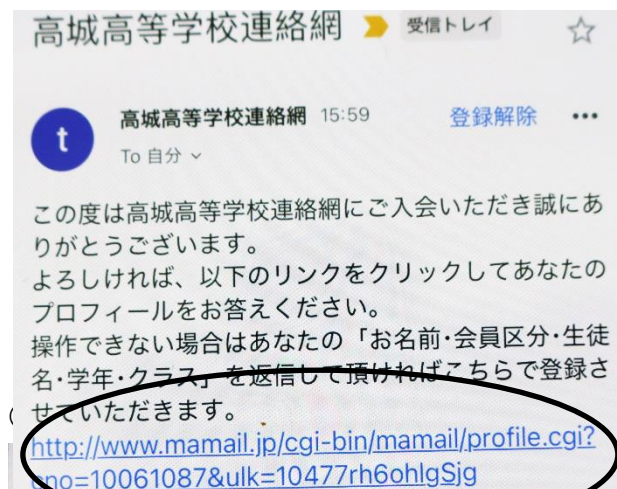 高城高等学校連絡網 受信トレイ
t
高城高等学校連絡網 15:59 登録解除
To 自分
この度は高城高等学校連絡網にご入会いただき誠にあ
りがとうございます。
よろしければ、以下のリンクをクリックしてあなたの
プロフィールをお答えください。
操作できない場合はあなたの「お名前・会員区分・生徒
名・学年・クラス」を返信して頂ければこちらで登録さ
せていただきます。
http://www.mamail.jp/cgi-bin/mamail/profile.cgi?
cno=10061087&ulk=10477rh6ohlgSjg